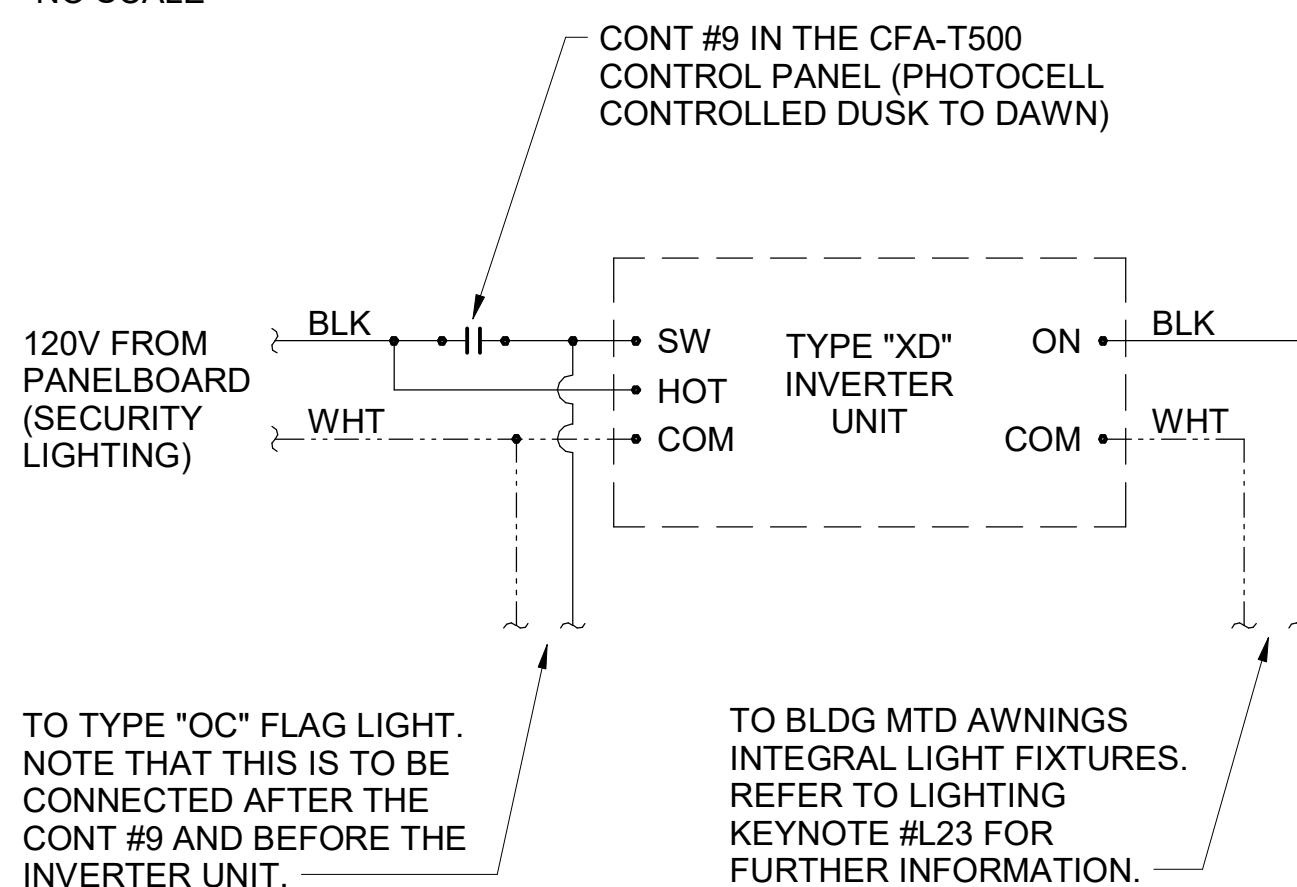 CONT #9 IN THE CFA-T500
CONTROL PANEL (PHOTOCELL
CONTROLLED DUSK TO DAWN)
120V FROM
PANELBOARD
(SECURITY
LIGHTING)
BLK
WHT
SW
HOT
COM
TYPE "XD"
INVERTER
UNIT
ON
COM
BLK
WHT
TO TYPE "OC" FLAG LIGHT.
NOTE THAT THIS IS TO BE
CONNECTED AFTER THE
CONT #9 AND BEFORE THE
INVERTER UNIT.
TO BLDG MTD AWNINGS
INTEGRAL LIGHT FIXTURES.
REFER TO LIGHTING
KEYNOTE #L23 FOR
FURTHER INFORMATION.